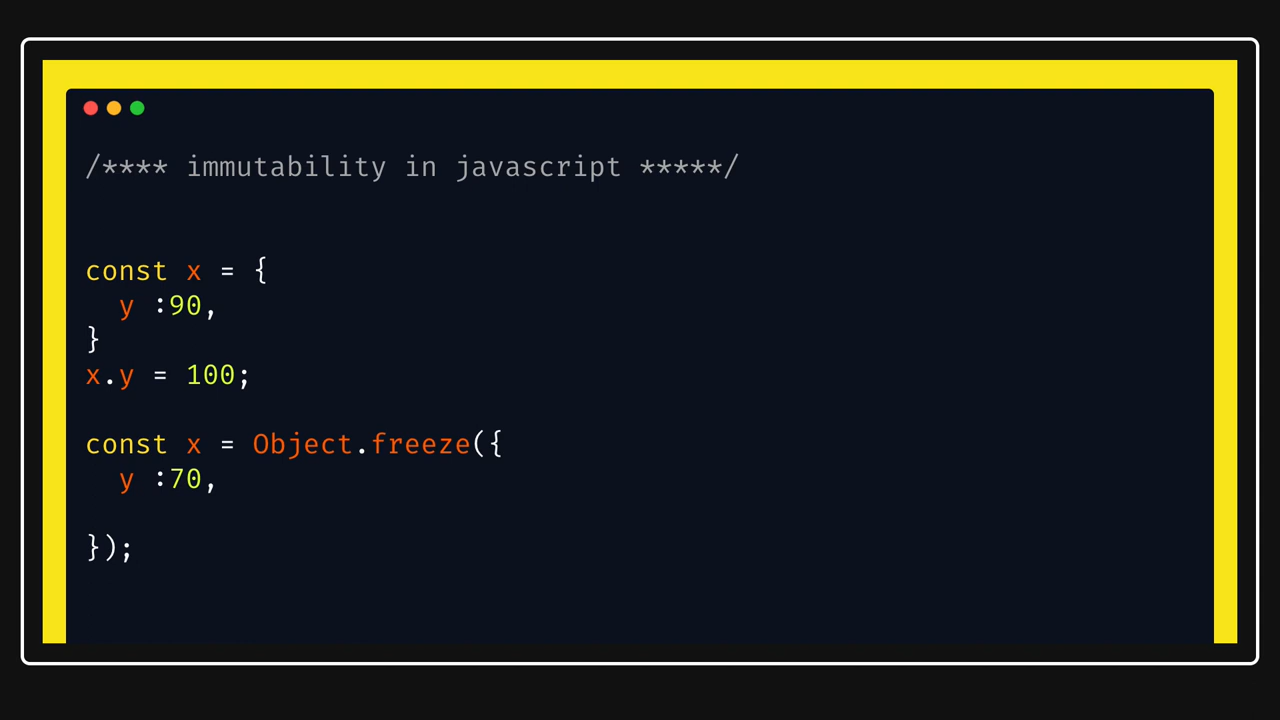 /**** immutability in javascript *****/
const x = {
  y :90,
}
x.y = 100;
const x = Object.freeze({
  y :70,
});